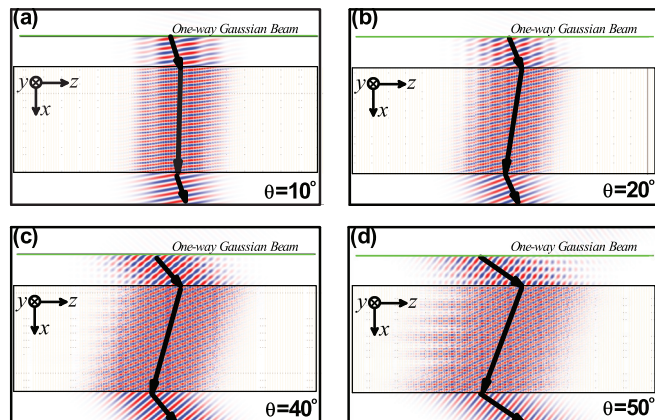 (a)
One-way Gaussian Beam
y
z
x
θ=10°
(b)
One-way Gaussian Beam
y
z
x
θ=20°
(c)
One-way Gaussian Beam
y
z
x
θ=40°
(d)
One-way Gaussian Beam
y
z
x
θ=50°